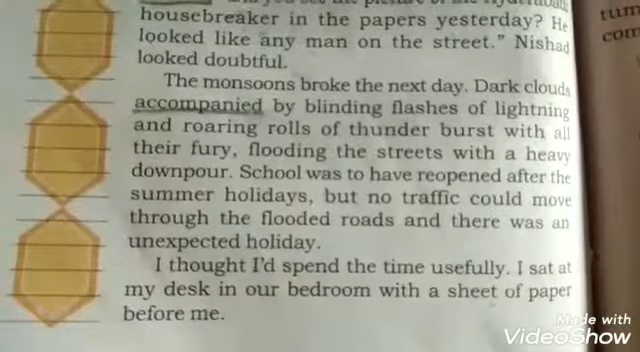 housebreaker in the papers yesterday? He
looked like any man on the street." Nishad
looked doubtful.
The monsoons broke the next day. Dark clouds
accompanied by blinding flashes of lightning
and roaring rolls of thunder burst with all
their fury, flooding the streets with a heavy
downpour. School was to have reopened after the
summer holidays, but no traffic could move
through the flooded roads and there was an
unexpected holiday.
I thought I'd spend the time usefully. I sat at
my desk in our bedroom with a sheet of paper
before me.
tum
com
Made with
VideoShow